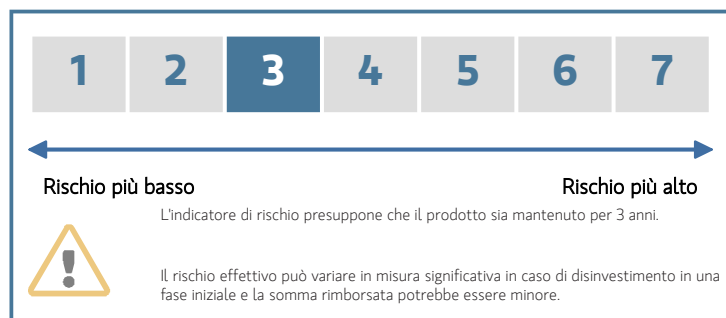 1 2 3 4 5 6 7
Rischio più basso Rischio più alto
L'indicatore di rischio presuppone che il prodotto sia mantenuto per 3 anni.
Il rischio effettivo può variare in misura significativa in caso di disinvestimento in una
fase iniziale e la somma rimborsata potrebbe essere minore.